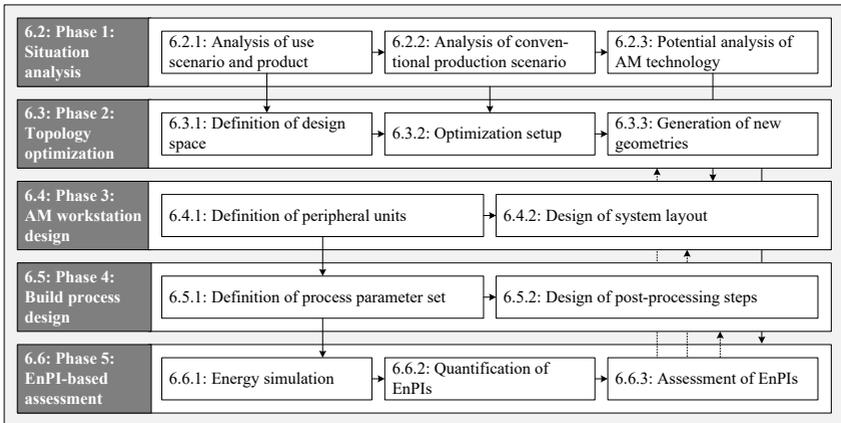 6.2: Phase 1:
Situation
analysis
6.2.1: Analysis of use
scenario and product
6.2.2: Analysis of conven-
tional production scenario
6.2.3: Potential analysis of
AM technology
6.3: Phase 2:
Topology
optimization
6.3.1: Definition of design
space
6.3.2: Optimization setup
6.3.3: Generation of new
geometries
6.4: Phase 3:
AM workstation
design
6.4.1: Definition of peripheral units
6.4.2: Design of system layout
6.5: Phase 4:
Build process
design
6.5.1: Definition of process parameter set
6.5.2: Design of post-processing steps
6.6: Phase 5:
EnPI-based
assessment
6.6.1: Energy simulation
6.6.2: Quantification of
EnPIs
6.6.3: Assessment of EnPIs